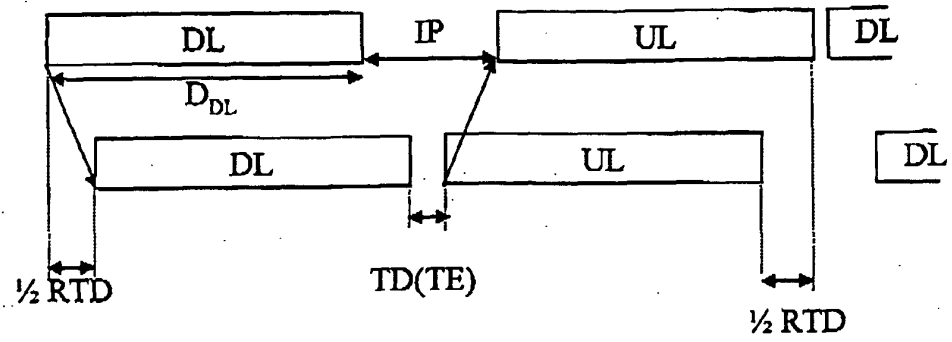 DL
IP
UL
DL
D_DL
DL
UL
DL
½ RTD
TD(TE)
½ RTD